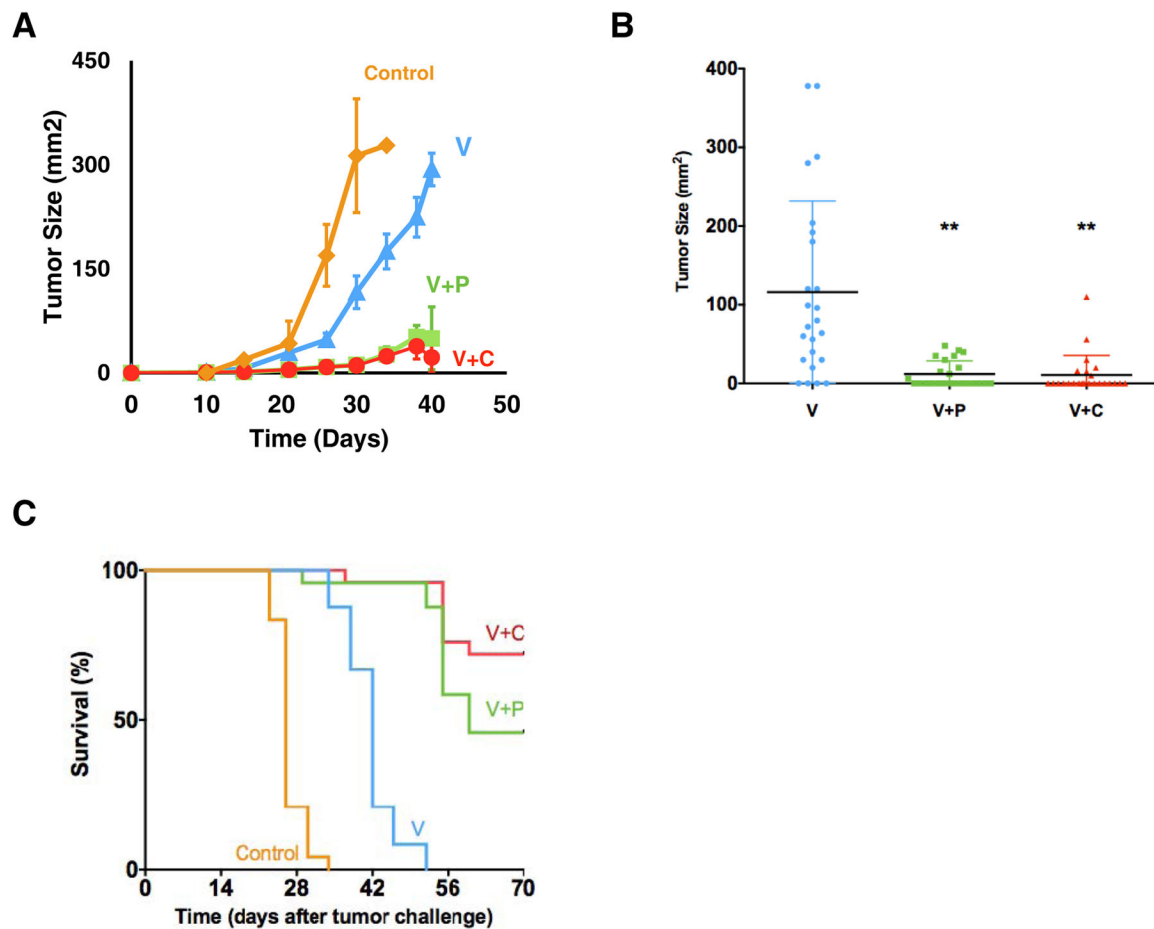 A
450
300
150
0
Tumor Size (mm2)
Control
V
V+P
V+C
0 10 20 30 40 50
Time (Days)
B
400
300
200
100
0
Tumor Size (mm²)
** **
V V+P V+C
C
100
50
0
Survival (%)
V+C
V+P
V
Control
0 14 28 42 56 70
Time (days after tumor challenge)